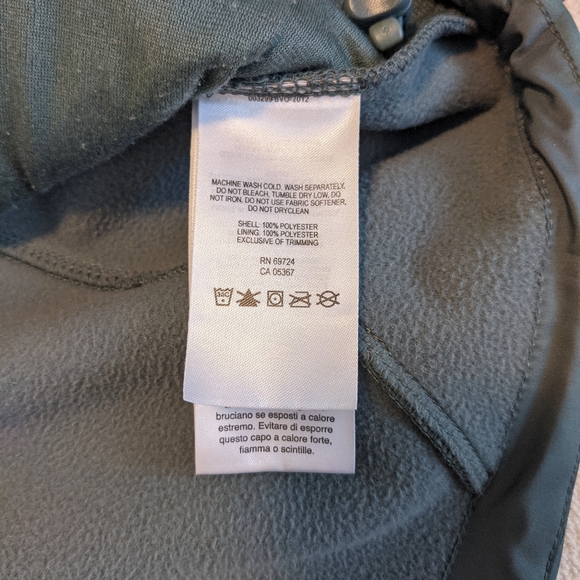 MACHINE WASH COLD, WASH SEPARATELY,
DO NOT BLEACH, TUMBLE DRY LOW, DO
NOT IRON, DO NOT USE FABRIC SOFTENER,
DO NOT DRYCLEAN
SHELL: 100% POLYESTER
LINING: 100% POLYESTER
EXCLUSIVE OF TRIMMING
RN 69724
CA 05367
bruciano se esposti a calore
estremo. Evitare di esporre
questo capo a calore forte,
fiamma o scintille.